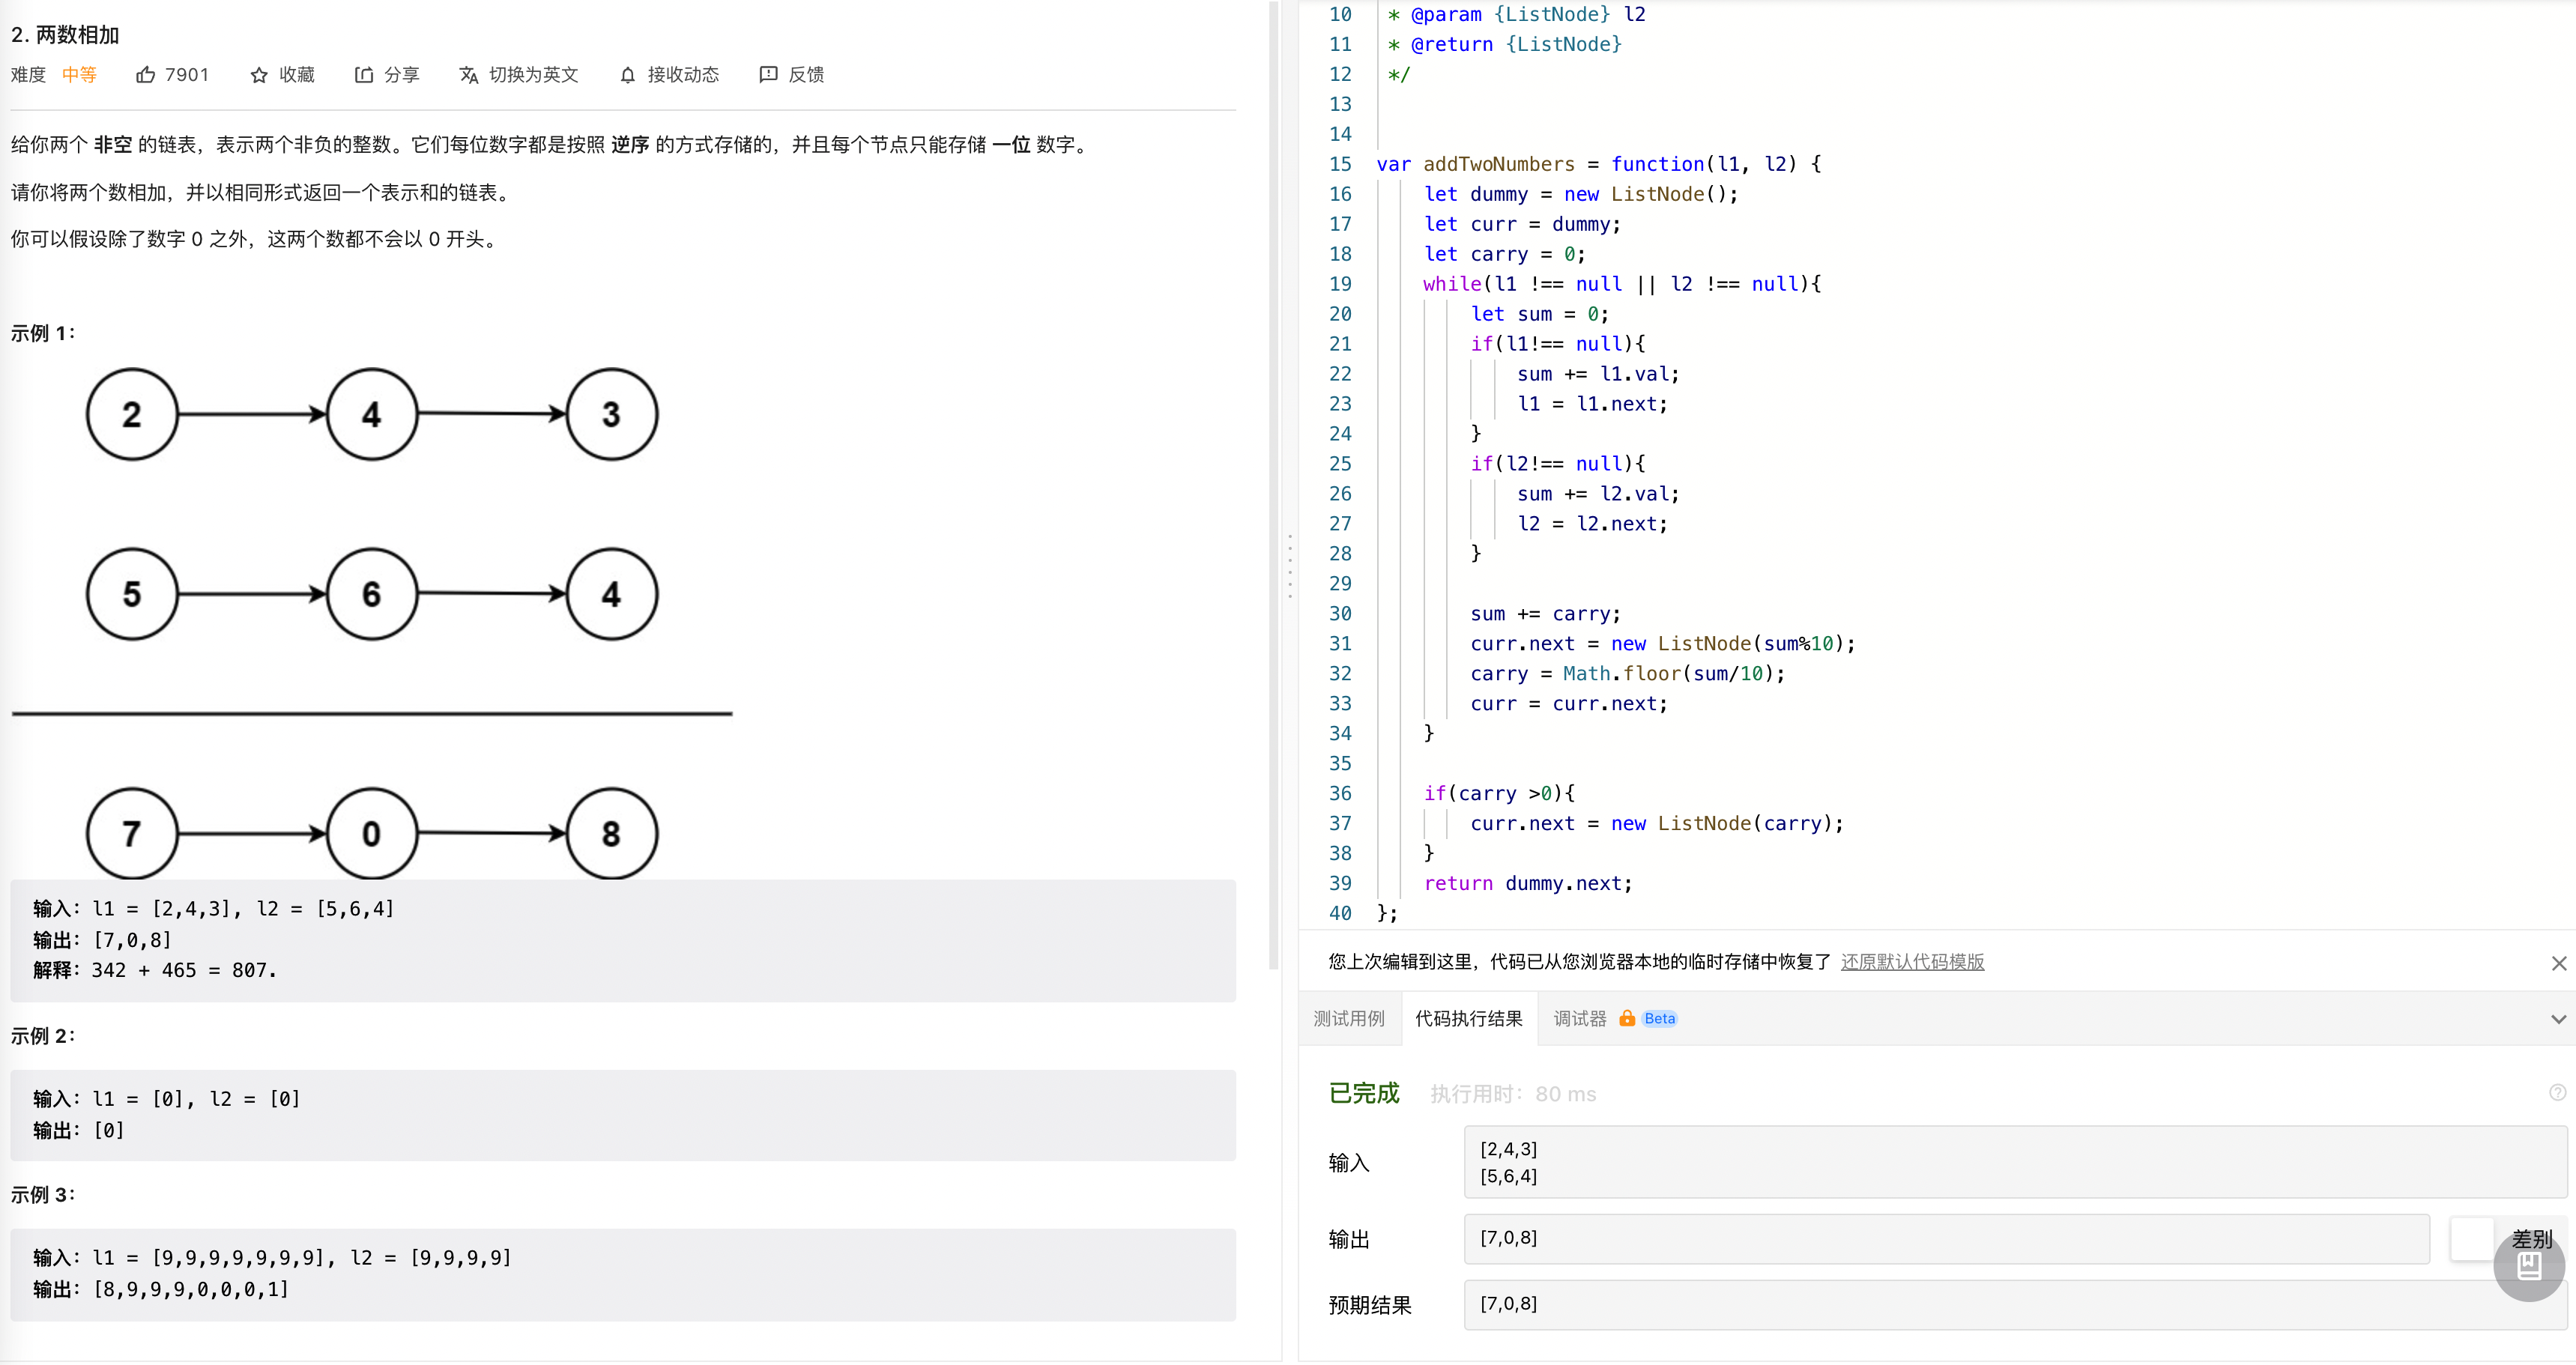 2. 两数相加
难度 中等 7901 收藏 分享 切换为英文 接收动态 反馈
给你两个 非空 的链表，表示两个非负的整数。它们每位数字都是按照 逆序 的方式存储的，并且每个节点只能存储 一位 数字。
请你将两个数相加，并以相同形式返回一个表示和的链表。
你可以假设除了数字 0 之外，这两个数都不会以 0 开头。
示例 1：
2 4 3
5 6 4
7 0 8
输入：l1 = [2,4,3], l2 = [5,6,4]
输出：[7,0,8]
解释：342 + 465 = 807.
示例 2：
输入：l1 = [0], l2 = [0]
输出：[0]
示例 3：
输入：l1 = [9,9,9,9,9,9,9], l2 = [9,9,9,9]
输出：[8,9,9,9,0,0,0,1]
10 * @param {ListNode} l2
11 * @return {ListNode}
12 */
13
14
15 var addTwoNumbers = function(l1, l2) {
16 let dummy = new ListNode();
17 let curr = dummy;
18 let carry = 0;
19 while(l1 !== null || l2 !== null){
20 let sum = 0;
21 if(l1!== null){
22 sum += l1.val;
23 l1 = l1.next;
24 }
25 if(l2!== null){
26 sum += l2.val;
27 l2 = l2.next;
28 }
29
30 sum += carry;
31 curr.next = new ListNode(sum%10);
32 carry = Math.floor(sum/10);
33 curr = curr.next;
34 }
35
36 if(carry >0){
37 curr.next = new ListNode(carry);
38 }
39 return dummy.next;
40 };
您上次编辑到这里，代码已从您浏览器本地的临时存储中恢复了 还原默认代码模版
测试用例 代码执行结果 调试器 Beta
已完成 执行用时：80 ms
输入
[2,4,3]
[5,6,4]
输出 [7,0,8] 差别
预期结果 [7,0,8]